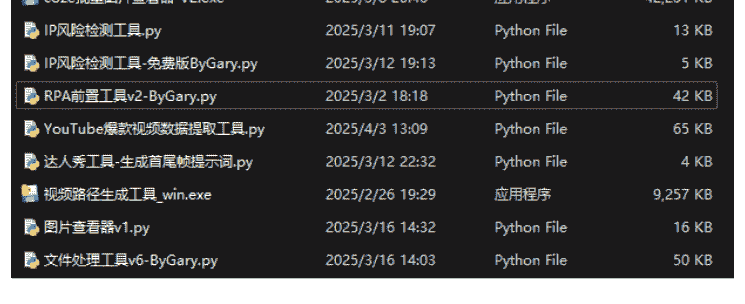 IP风险检测工具.py 2025/3/11 19:07 Python File 13 KB
IP风险检测工具-免费版ByGary.py 2025/3/12 19:13 Python File 5 KB
RPA前置工具v2-ByGary.py 2025/3/2 18:18 Python File 42 KB
YouTube爆款视频数据提取工具.py 2025/4/3 13:09 Python File 65 KB
达人秀工具-生成首尾帧提示词.py 2025/3/12 22:32 Python File 4 KB
视频路径生成工具_win.exe 2025/2/26 19:29 应用程序 9,257 KB
图片查看器v1.py 2025/3/16 14:32 Python File 16 KB
文件处理工具v6-ByGary.py 2025/3/16 14:03 Python File 50 KB